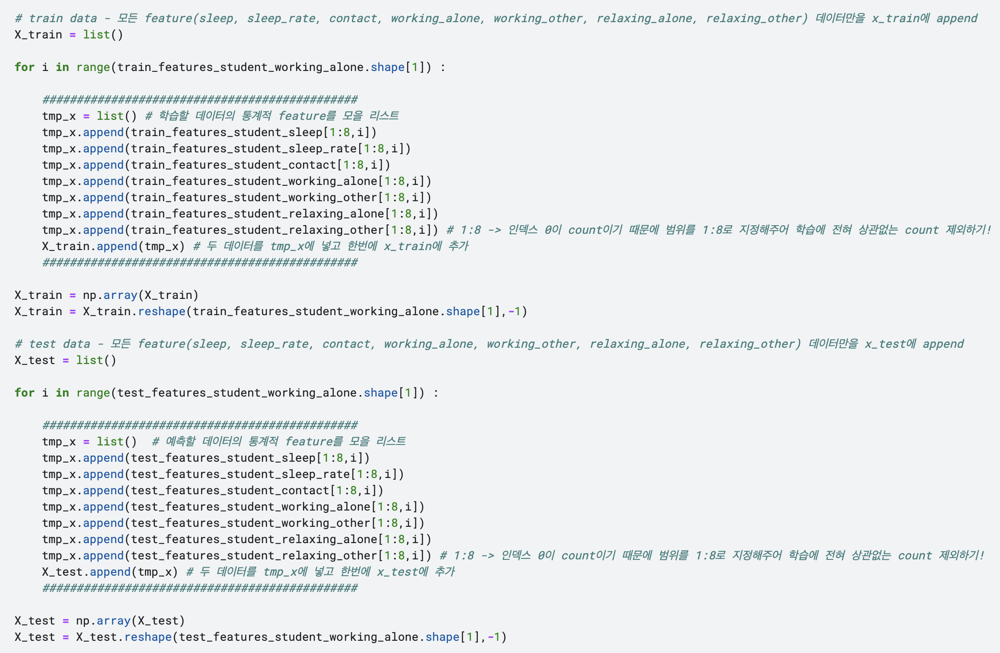 # train data - 모든 feature(sleep, sleep_rate, contact, working_alone, working_other, relaxing_alone, relaxing_other) 데이터만을 x_train에 append
X_train = list()
for i in range(train_features_student_working_alone.shape[1]) :
##############################################
tmp_x = list() # 학습할 데이터의 통계적 feature를 모을 리스트
tmp_x.append(train_features_student_sleep[1:8,i])
tmp_x.append(train_features_student_sleep_rate[1:8,i])
tmp_x.append(train_features_student_contact[1:8,i])
tmp_x.append(train_features_student_working_alone[1:8,i])
tmp_x.append(train_features_student_working_other[1:8,i])
tmp_x.append(train_features_student_relaxing_alone[1:8,i])
tmp_x.append(train_features_student_relaxing_other[1:8,i]) # 1:8 -> 인덱스 0이 count이기 때문에 범위를 1:8로 지정해주어 학습에 전혀 상관없는 count 제외하기!
X_train.append(tmp_x) # 두 데이터를 tmp_x에 넣고 한번에 x_train에 추가
##############################################
X_train = np.array(X_train)
X_train = X_train.reshape(train_features_student_working_alone.shape[1],-1)
# test data - 모든 feature(sleep, sleep_rate, contact, working_alone, working_other, relaxing_alone, relaxing_other) 데이터만을 x_test에 append
X_test = list()
for i in range(test_features_student_working_alone.shape[1]) :
##############################################
tmp_x = list()  # 예측할 데이터의 통계적 feature를 모을 리스트
tmp_x.append(test_features_student_sleep[1:8,i])
tmp_x.append(test_features_student_sleep_rate[1:8,i])
tmp_x.append(test_features_student_contact[1:8,i])
tmp_x.append(test_features_student_working_alone[1:8,i])
tmp_x.append(test_features_student_working_other[1:8,i])
tmp_x.append(test_features_student_relaxing_alone[1:8,i])
tmp_x.append(test_features_student_relaxing_other[1:8,i]) # 1:8 -> 인덱스 0이 count이기 때문에 범위를 1:8로 지정해주어 학습에 전혀 상관없는 count 제외하기!
X_test.append(tmp_x) # 두 데이터를 tmp_x에 넣고 한번에 x_test에 추가
##############################################
X_test = np.array(X_test)
X_test = X_test.reshape(test_features_student_working_alone.shape[1],-1)